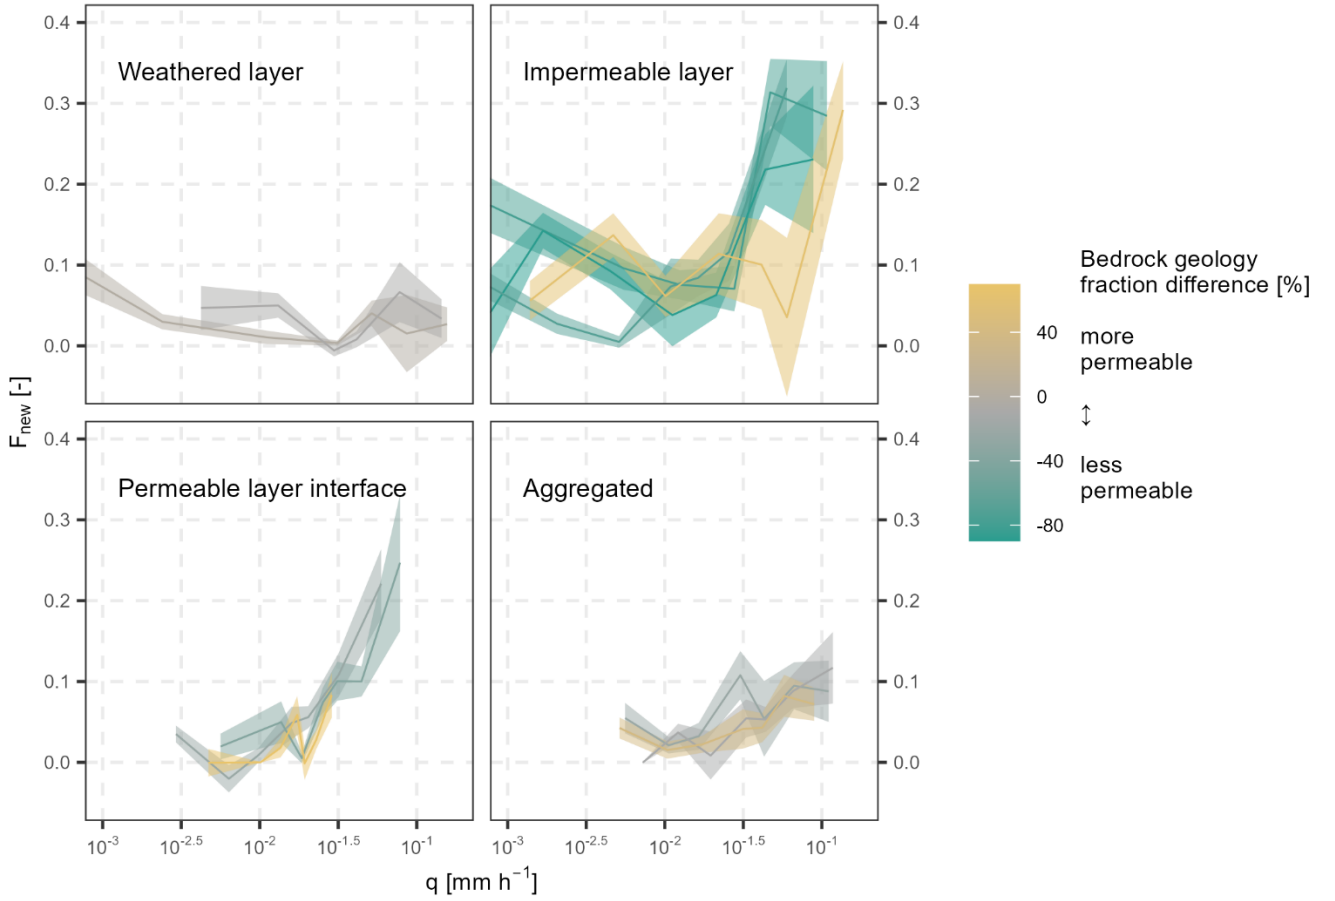 0.4
0.3
0.2
0.1
0.0
Weathered layer
Impermeable layer
0.4
0.3
0.2
0.1
0.0
F_new [-]
0.4
0.3
0.2
0.1
0.0
Permeable layer interface
Aggregated
0.4
0.3
0.2
0.1
0.0
10^-3 10^-2.5 10^-2 10^-1.5 10^-1
10^-3 10^-2.5 10^-2 10^-1.5 10^-1
q [mm h^−1]
Bedrock geology
fraction difference [%]
40
0
-40
-80
more
permeable
↕
less
permeable